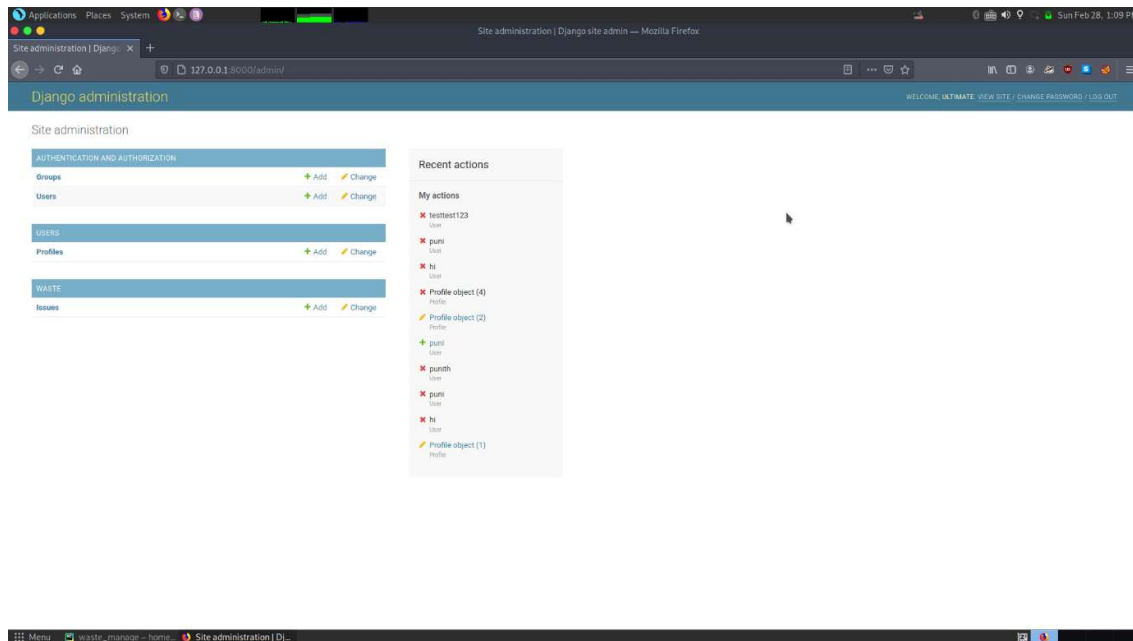 Applications Places System
Sun Feb 28, 1:09 P
Site administration | Django site admin — Mozilla Firefox
Site administration | Django
127.0.0.1:8000/admin/
Django administration
WELCOME, ULTIMATE. VIEW SITE / CHANGE PASSWORD / LOG OUT
Site administration
AUTHENTICATION AND AUTHORIZATION
Groups + Add Change
Users + Add Change
USERS
Profiles + Add Change
WASTE
Issues + Add Change
Recent actions
My actions
testtest123
User
puni
User
hi
User
Profile object (4)
Profile
Profile object (2)
Profile
puni
User
punith
User
puni
User
hi
User
Profile object (1)
Profile
Menu waste_manage – home... Site administration | Dj...